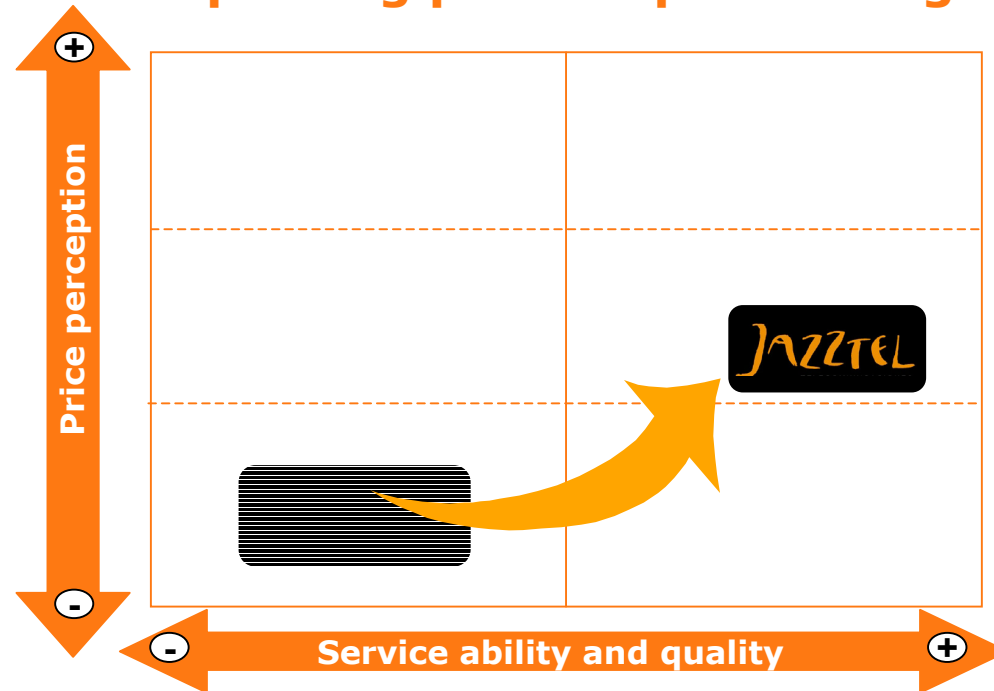 +
Price perception
JAZZTEL
-
-
Service ability and quality
+